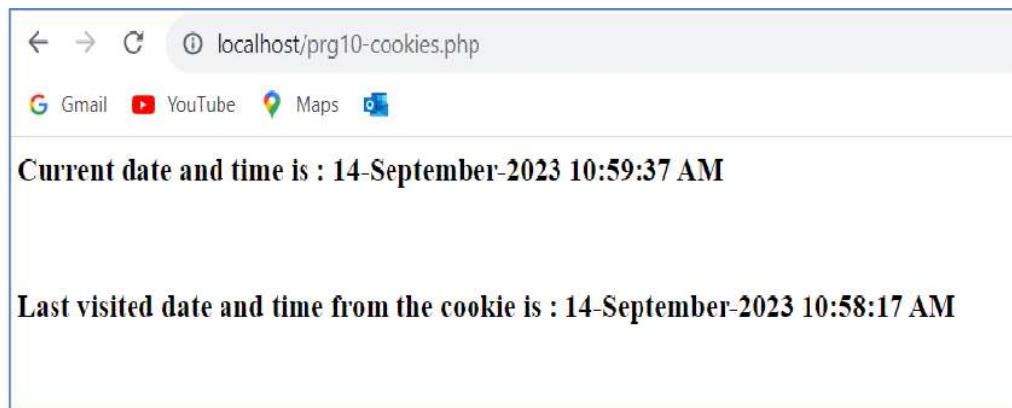 localhost/prg10-cookies.php
Gmail YouTube Maps
Current date and time is : 14-September-2023 10:59:37 AM
Last visited date and time from the cookie is : 14-September-2023 10:58:17 AM